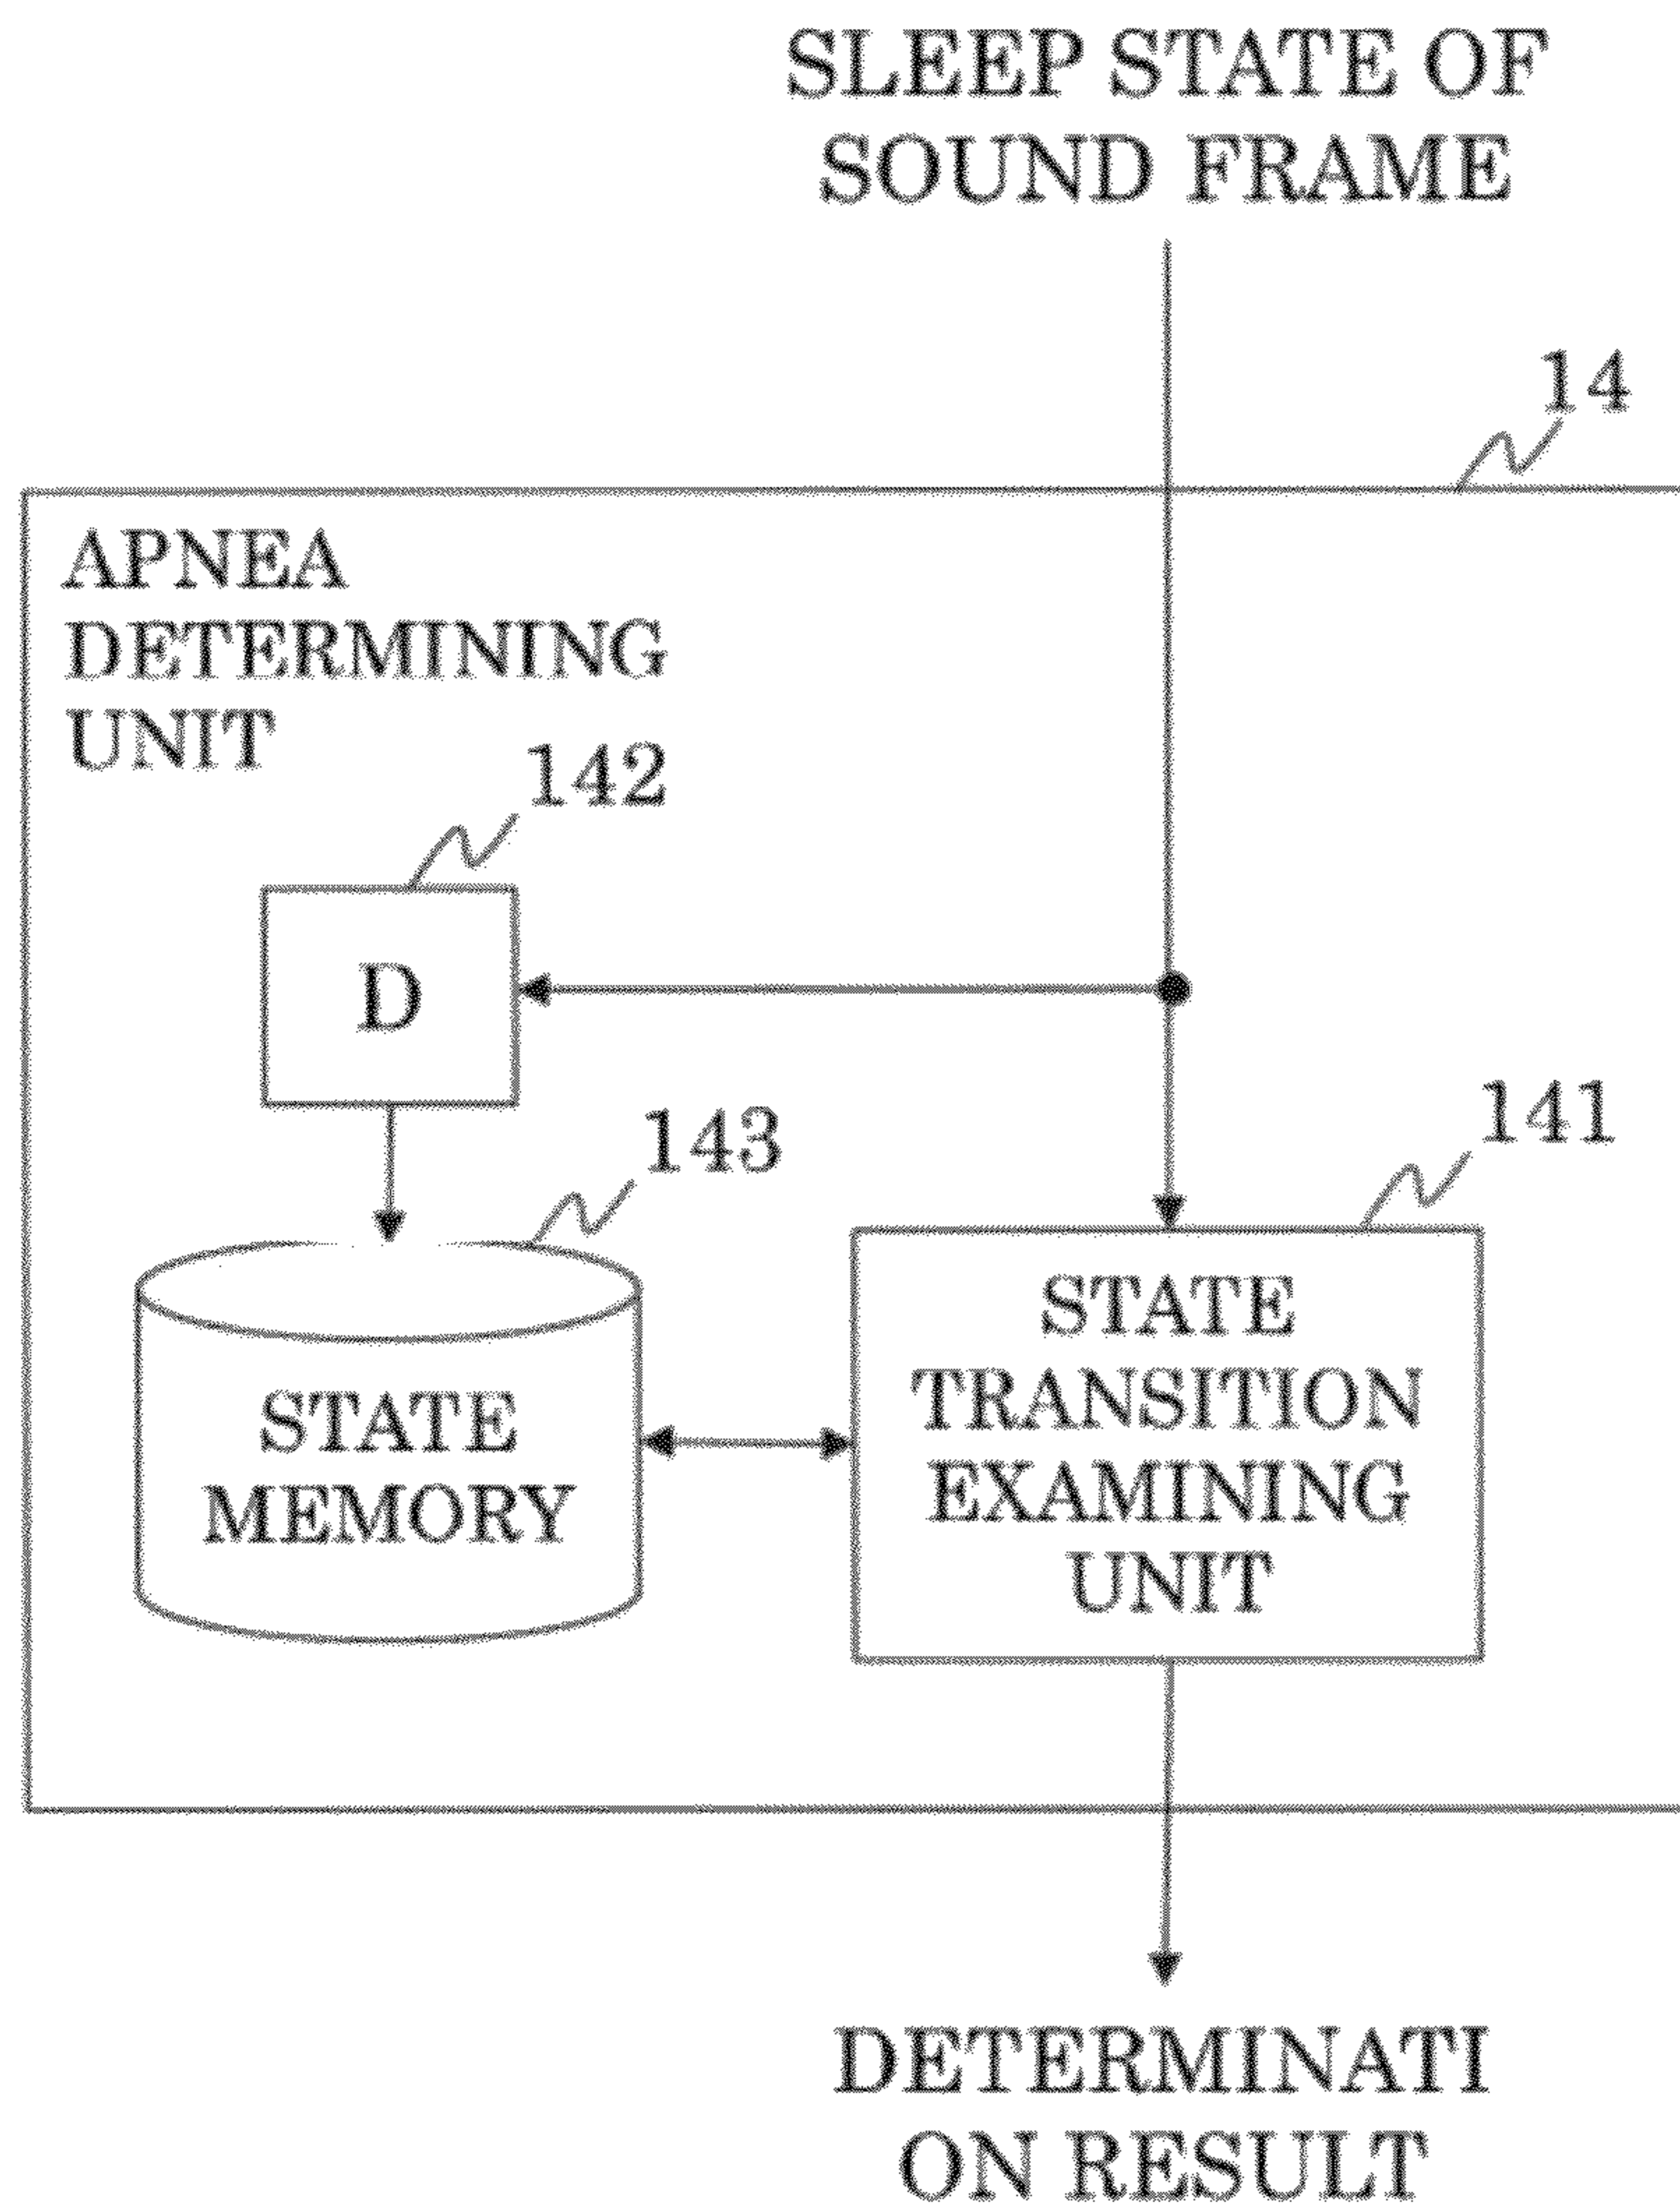 SLEEP STATE OF
SOUND FRAME
14
APNEA
DETERMINING
UNIT
142
D
143
141
STATE
MEMORY
STATE
TRANSITION
EXAMINING
UNIT
DETERMINATI
ON RESULT